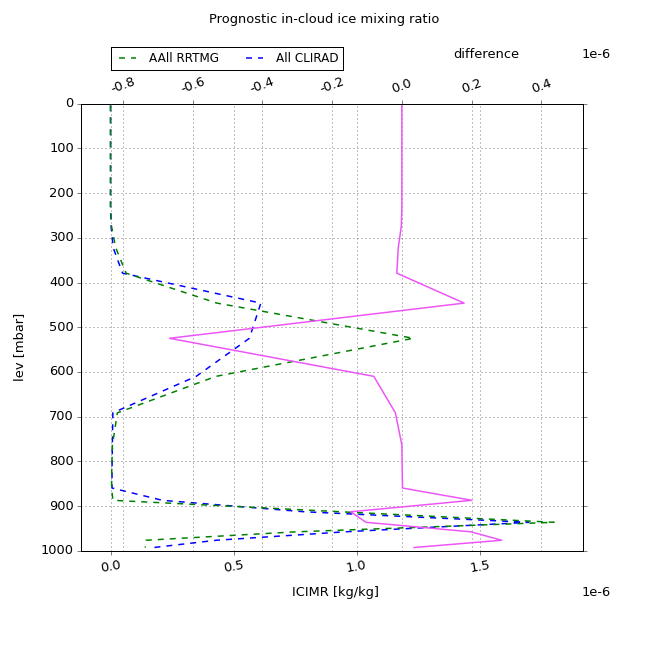 Prognostic in-cloud ice mixing ratio
AAll RRTMG All CLIRAD
difference 1e-6
-0.8 -0.6 -0.4 -0.2 0.0 0.2 0.4
0
100
200
300
400
500
600
700
800
900
1000
lev [mbar]
0.0 0.5 1.0 1.5
ICIMR [kg/kg] 1e-6